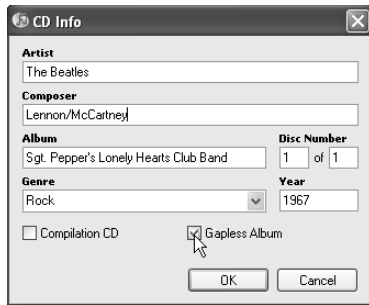 CD Info
Artist
The Beatles
Composer
Lennon/McCartney
Album Disc Number
Sgt. Pepper's Lonely Hearts Club Band 1 of 1
Genre Year
Rock 1967
Compilation CD Gapless Album
OK Cancel